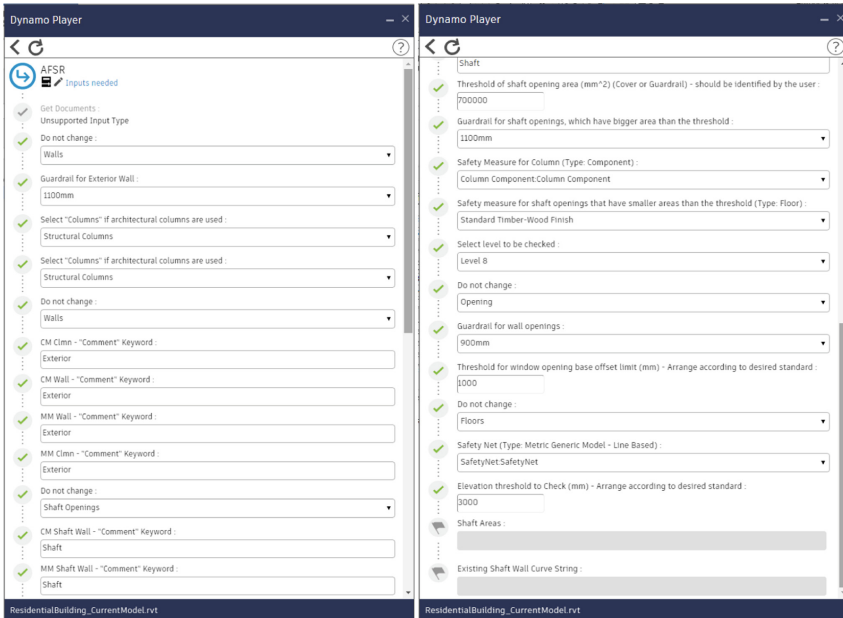 Dynamo Player
AFSR
Inputs needed
Get Documents :
Unsupported Input Type
Do not change :
Walls
Guardrail for Exterior Wall :
1100mm
Select "Columns" if architectural columns are used :
Structural Columns
Select "Columns" if architectural columns are used :
Structural Columns
Do not change :
Walls
CM Clmn - "Comment" Keyword :
Exterior
CM Wall - "Comment" Keyword :
Exterior
MM Wall - "Comment" Keyword :
Exterior
MM Clmn - "Comment" Keyword :
Exterior
Do not change :
Shaft Openings
CM Shaft Wall - "Comment" Keyword :
Shaft
MM Shaft Wall - "Comment" Keyword :
Shaft
ResidentialBuilding_CurrentModel.rvt
Dynamo Player
Shaft
Threshold of shaft opening area (mm^2) (Cover or Guardrail) - should be identified by the user :
700000
Guardrail for shaft openings, which have bigger area than the threshold :
1100mm
Safety Measure for Column (Type: Component) :
Column Component:Column Component
Safety measure for shaft openings that have smaller areas than the threshold (Type: Floor) :
Standard Timber-Wood Finish
Select level to be checked :
Level 8
Do not change :
Opening
Guardrail for wall openings :
900mm
Threshold for window opening base offset limit (mm) - Arrange according to desired standard :
1000
Do not change :
Floors
Safety Net (Type: Metric Generic Model - Line Based) :
SafetyNet:SafetyNet
Elevation threshold to Check (mm) - Arrange according to desired standard :
3000
Shaft Areas :
Existing Shaft Wall Curve String :
ResidentialBuilding_CurrentModel.rvt